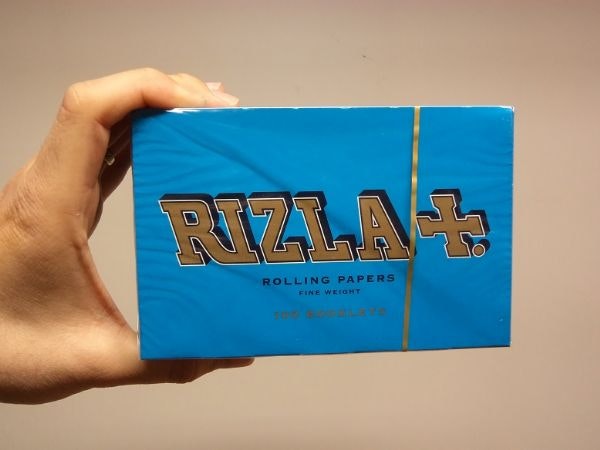 RIZLA+.
ROLLING PAPERS
FINE WEIGHT
100 BOOKLETS